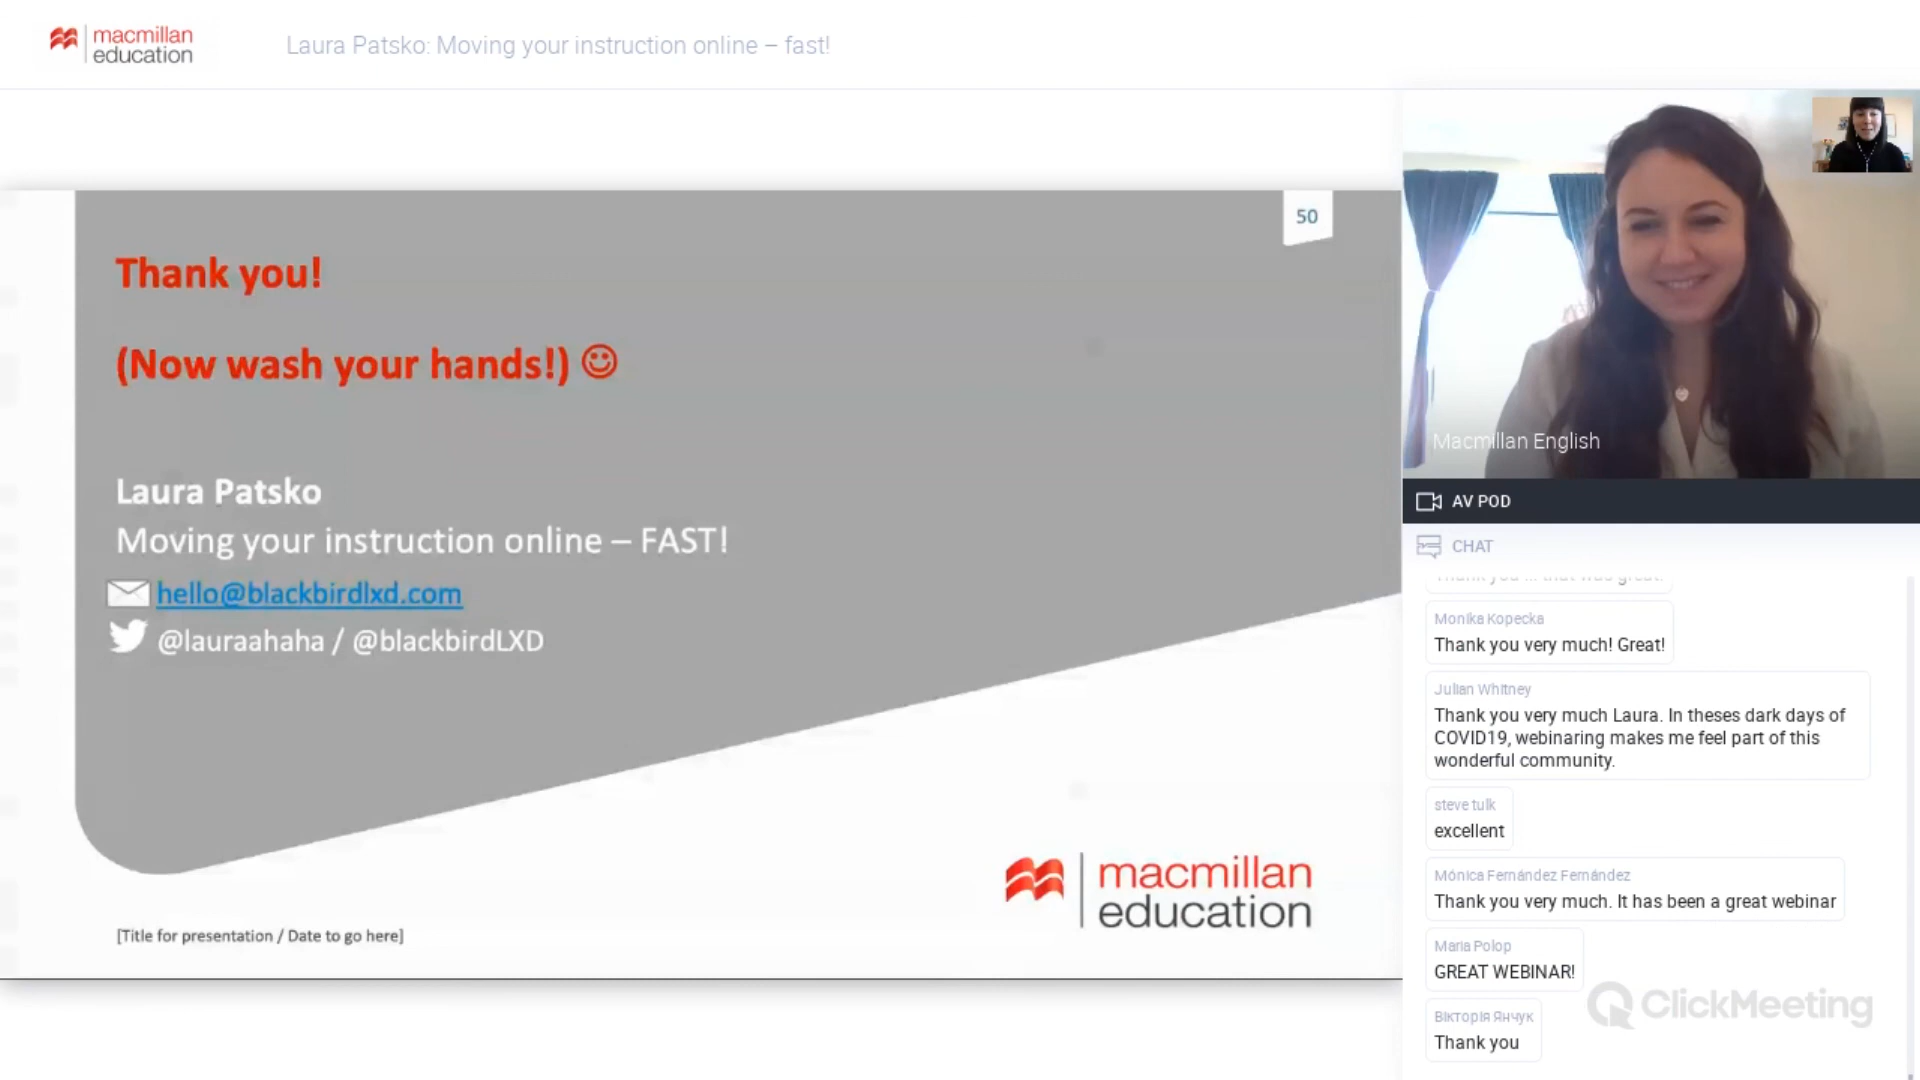 macmillan
education
Laura Patsko: Moving your instruction online – fast!
50
Thank you!
(Now wash your hands!) ☺
Laura Patsko
Moving your instruction online – FAST!
hello@blackbirdlxd.com
@lauraahaha / @blackbirdLXD
[Title for presentation / Date to go here]
macmillan
education
Macmillan English
AV POD
CHAT
Thank you ... that was great!
Monika Kopecka
Thank you very much! Great!
Julian Whitney
Thank you very much Laura. In theses dark days of
COVID19, webinaring makes me feel part of this
wonderful community.
steve tulk
excellent
Mónica Fernández Fernández
Thank you very much. It has been a great webinar
Maria Polop
GREAT WEBINAR!
Вікторія Янчук
Thank you
ClickMeeting